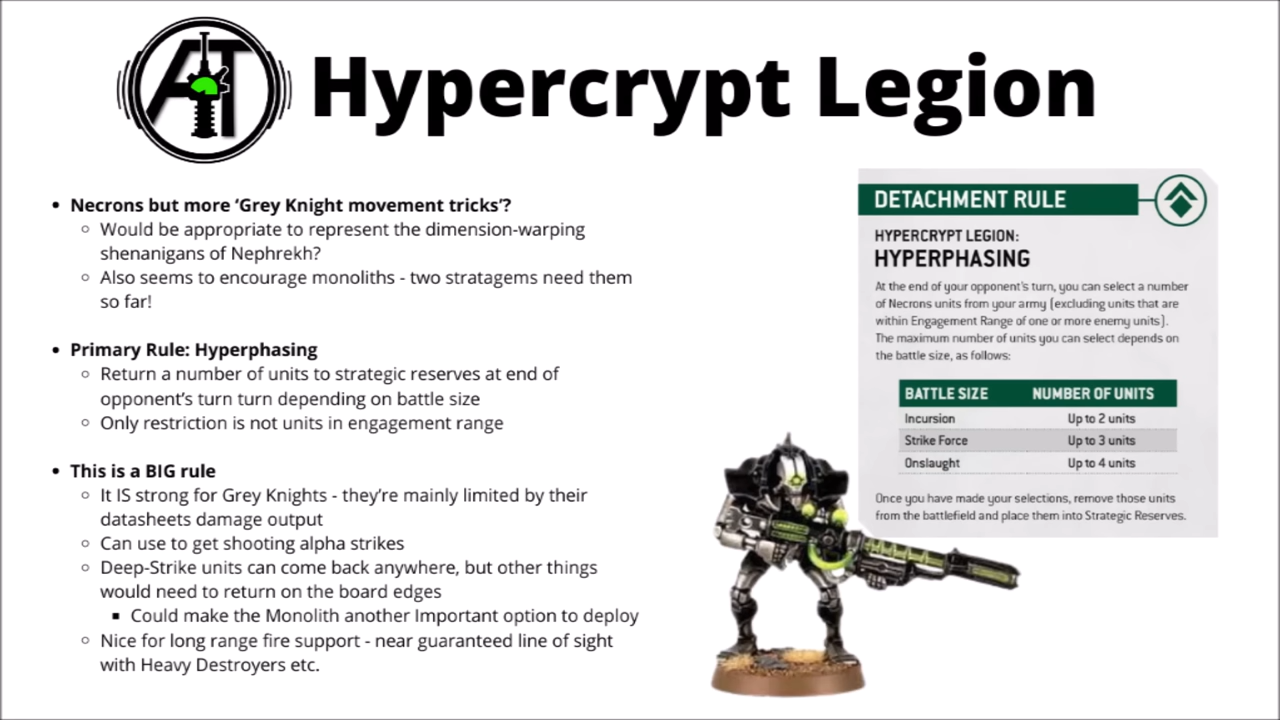 AT
Hypercrypt Legion
• Necrons but more ‘Grey Knight movement tricks’?
○ Would be appropriate to represent the dimension-warping
shenanigans of Nephrekh?
○ Also seems to encourage monoliths - two stratagems need them
so far!
• Primary Rule: Hyperphasing
○ Return a number of units to strategic reserves at end of
opponent’s turn turn depending on battle size
○ Only restriction is not units in engagement range
• This is a BIG rule
○ It IS strong for Grey Knights - they’re mainly limited by their
datasheets damage output
○ Can use to get shooting alpha strikes
○ Deep-Strike units can come back anywhere, but other things
would need to return on the board edges
▪ Could make the Monolith another Important option to deploy
○ Nice for long range fire support - near guaranteed line of sight
with Heavy Destroyers etc.
DETACHMENT RULE
HYPERCRYPT LEGION:
HYPERPHASING
At the end of your opponent’s turn, you can select a number
of Necrons units from your army (excluding units that are
within Engagement Range of one or more enemy units).
The maximum number of units you can select depends on
the battle size, as follows:
BATTLE SIZE NUMBER OF UNITS
Incursion Up to 2 units
Strike Force Up to 3 units
Onslaught Up to 4 units
Once you have made your selections, remove those units
from the battlefield and place them into Strategic Reserves.